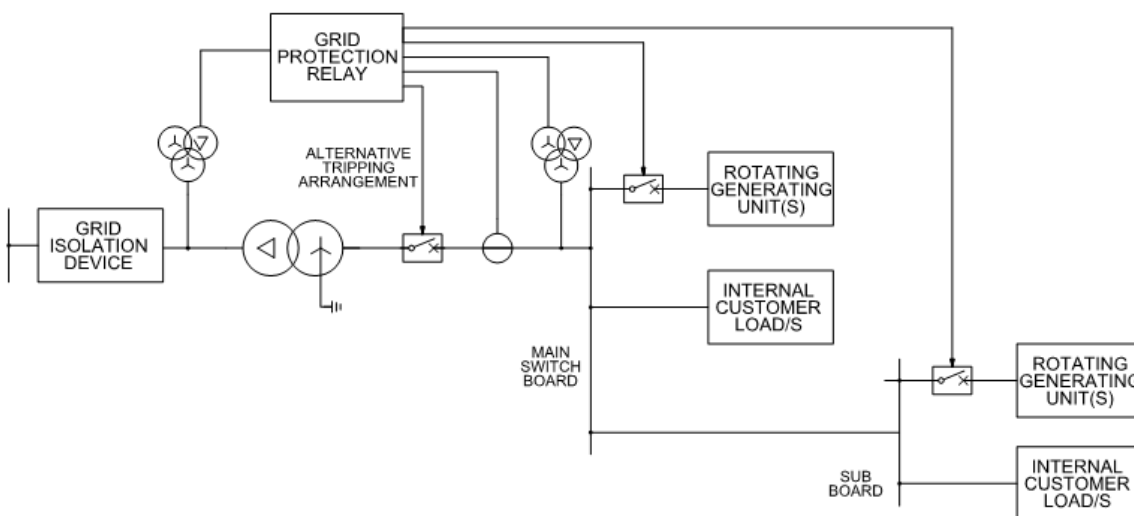 GRID
PROTECTION
RELAY
ALTERNATIVE
TRIPPING
ARRANGEMENT
GRID
ISOLATION
DEVICE
ROTATING
GENERATING
UNIT(S)
INTERNAL
CUSTOMER
LOAD/S
MAIN
SWITCH
BOARD
ROTATING
GENERATING
UNIT(S)
SUB
BOARD
INTERNAL
CUSTOMER
LOAD/S